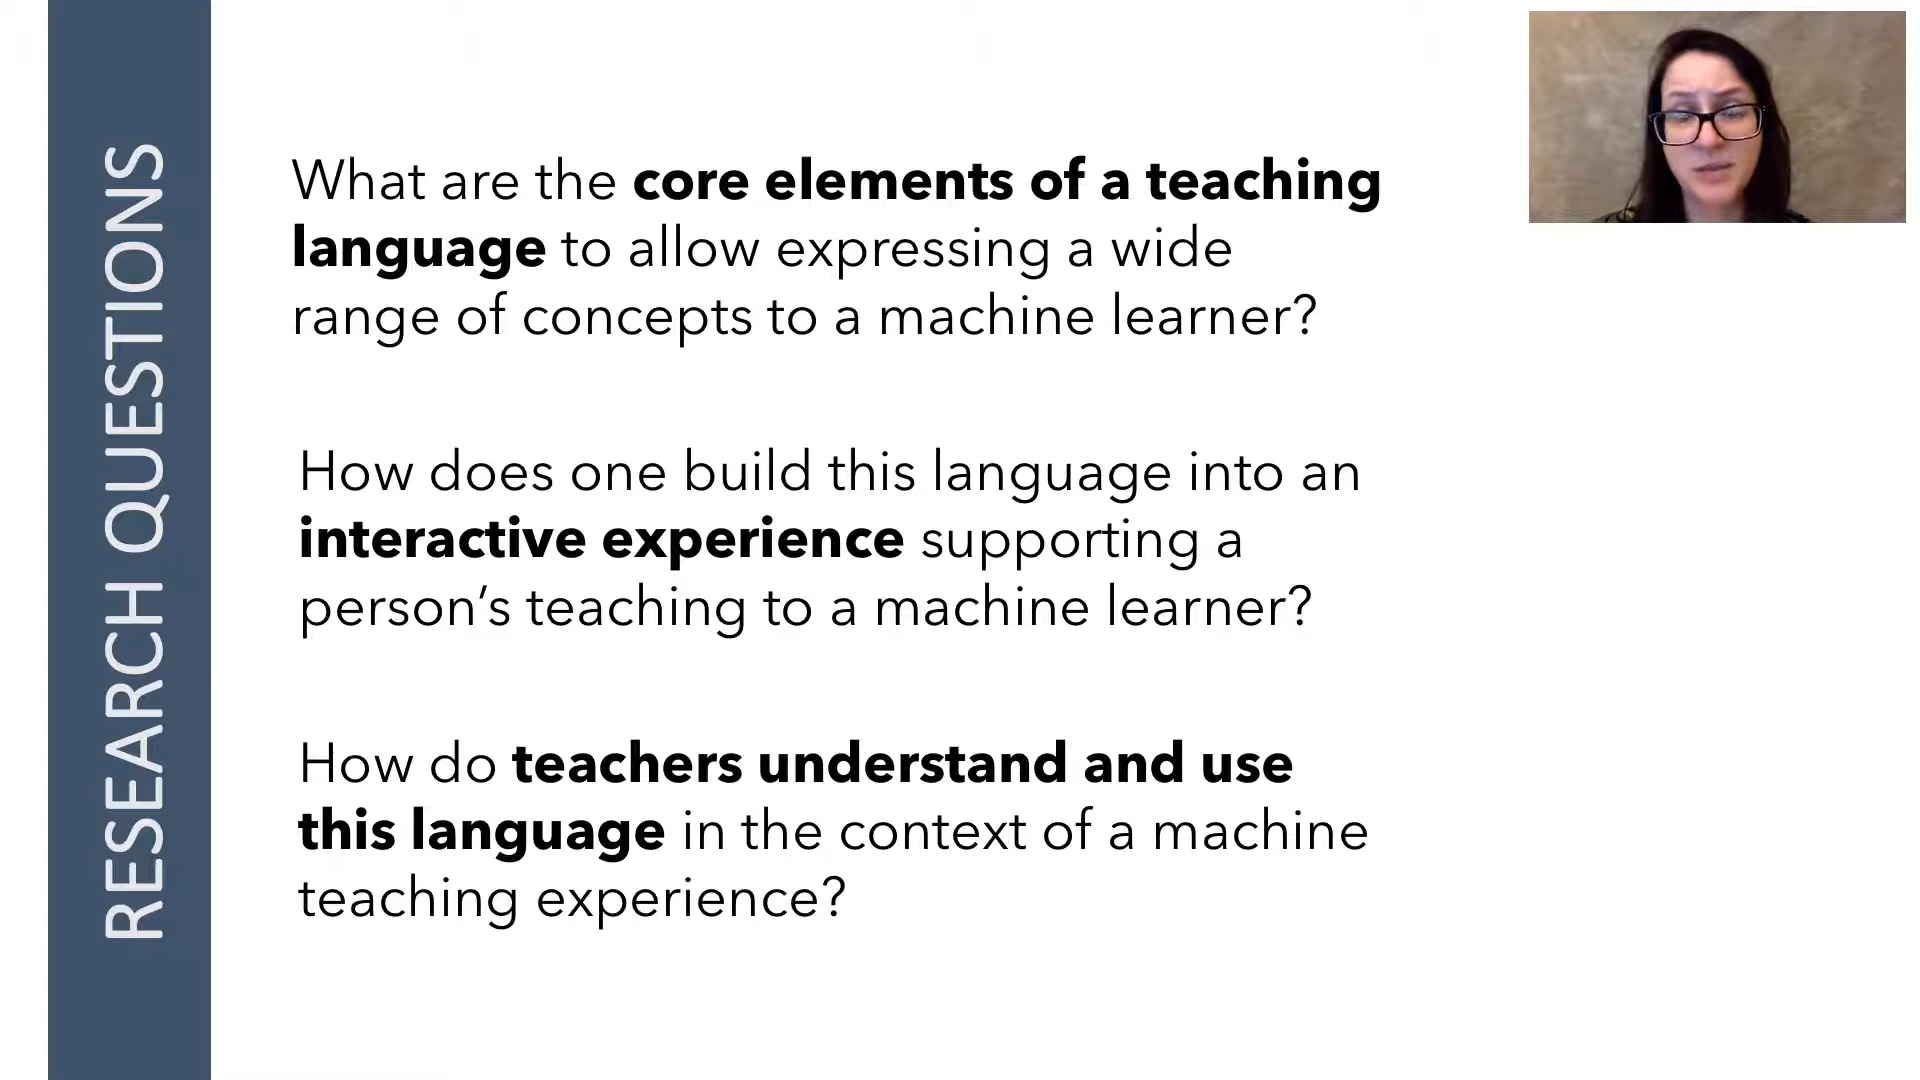 RESEARCH QUESTIONS
What are the core elements of a teaching
language to allow expressing a wide
range of concepts to a machine learner?
How does one build this language into an
interactive experience supporting a
person’s teaching to a machine learner?
How do teachers understand and use
this language in the context of a machine
teaching experience?